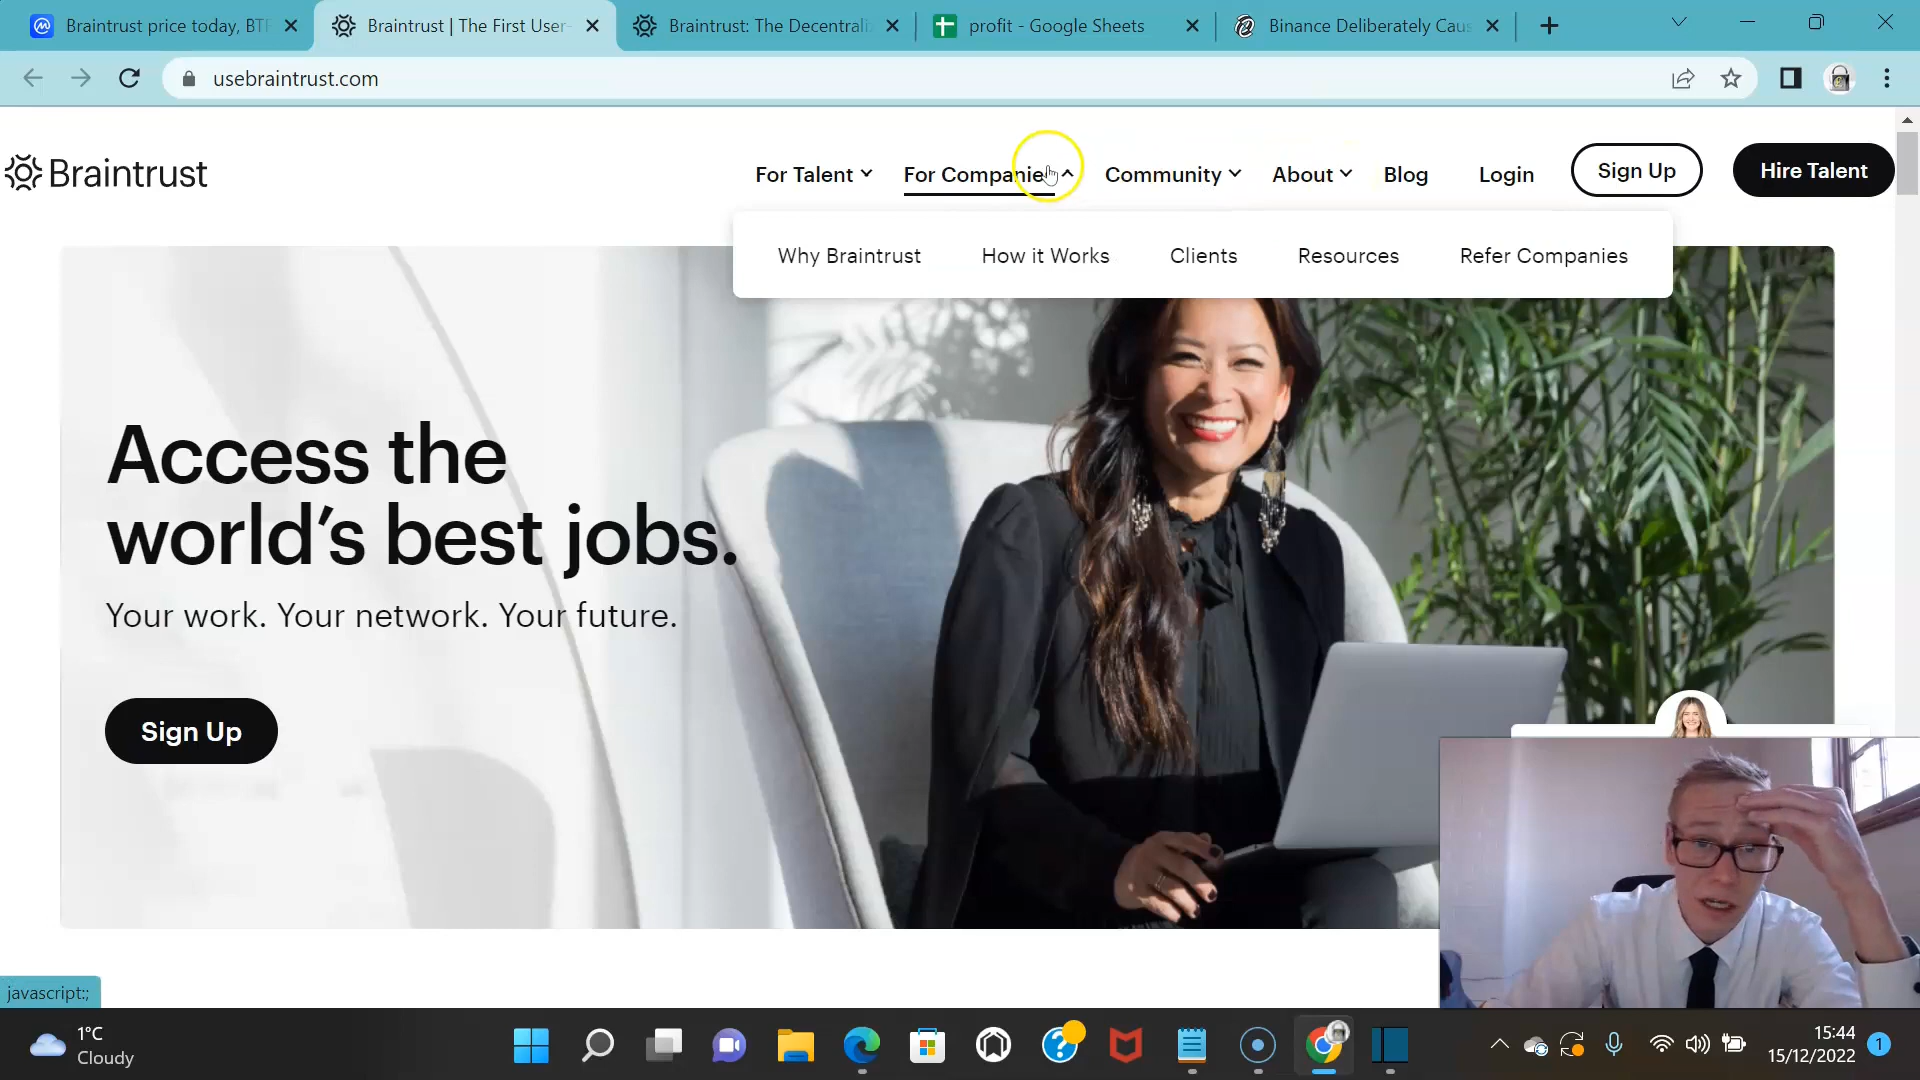 Braintrust price today, BTR
Braintrust | The First User-
Braintrust: The Decentrali
profit - Google Sheets
Binance Deliberately Caus
usebraintrust.com
Braintrust
For Talent
For Companie
Community
About
Blog
Login
Sign Up
Hire Talent
Why Braintrust
How it Works
Clients
Resources
Refer Companies
Access the
world's best jobs.
Your work. Your network. Your future.
Sign Up
javascript:;
1°C
Cloudy
15:44
15/12/2022
1